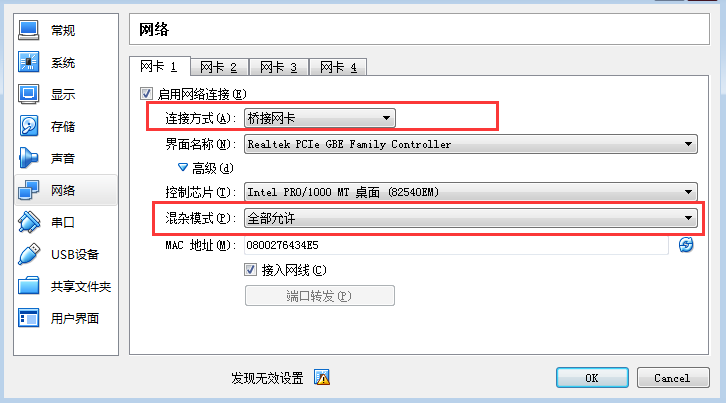 常规
系统
显示
存储
声音
网络
串口
USB设备
共享文件夹
用户界面
网络
网卡 1 网卡 2 网卡 3 网卡 4
启用网络连接(E)
连接方式(A): 桥接网卡
界面名称(N): Realtek PCIe GBE Family Controller
高级(d)
控制芯片(T): Intel PRO/1000 MT 桌面 (82540EM)
混杂模式(P): 全部允许
MAC 地址(M): 0800276434E5
接入网线(C)
端口转发(P)
发现无效设置
OK Cancel